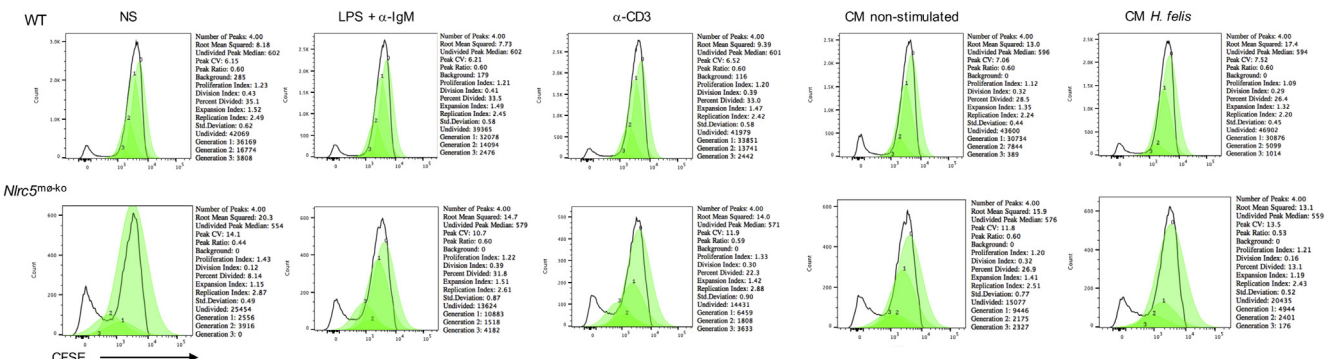 WT
NS
LPS + α-IgM
α-CD3
CM non-stimulated
CM H. felis
Number of Peaks: 4.00
Root Mean Squared: 8.18
Undivided Peak Median: 602
Peak CV: 6.15
Peak Ratio: 0.60
Background: 285
Proliferation Index: 1.23
Division Index: 0.43
Percent Divided: 35.1
Expansion Index: 1.52
Replication Index: 2.49
Std.Deviation: 0.62
Undivided: 42069
Generation 1: 36169
Generation 2: 16774
Generation 3: 3808
Number of Peaks: 4.00
Root Mean Squared: 7.73
Undivided Peak Median: 602
Peak CV: 6.21
Peak Ratio: 0.60
Background: 179
Proliferation Index: 1.21
Division Index: 0.41
Percent Divided: 33.5
Expansion Index: 1.49
Replication Index: 2.45
Std.Deviation: 0.58
Undivided: 39365
Generation 1: 32078
Generation 2: 14094
Generation 3: 2476
Number of Peaks: 4.00
Root Mean Squared: 9.39
Undivided Peak Median: 601
Peak CV: 6.52
Peak Ratio: 0.60
Background: 116
Proliferation Index: 1.20
Division Index: 0.39
Percent Divided: 33.0
Expansion Index: 1.47
Replication Index: 2.42
Std.Deviation: 0.58
Undivided: 41979
Generation 1: 33851
Generation 2: 13741
Generation 3: 2442
Number of Peaks: 4.00
Root Mean Squared: 13.0
Undivided Peak Median: 596
Peak CV: 7.06
Peak Ratio: 0.60
Background: 0
Proliferation Index: 1.12
Division Index: 0.32
Percent Divided: 28.5
Expansion Index: 1.35
Replication Index: 2.24
Std.Deviation: 0.44
Undivided: 43600
Generation 1: 30734
Generation 2: 7844
Generation 3: 389
Number of Peaks: 4.00
Root Mean Squared: 17.4
Undivided Peak Median: 594
Peak CV: 7.52
Peak Ratio: 0.60
Background: 0
Proliferation Index: 1.09
Division Index: 0.29
Percent Divided: 26.4
Expansion Index: 1.32
Replication Index: 2.20
Std.Deviation: 0.45
Undivided: 46902
Generation 1: 30876
Generation 2: 5099
Generation 3: 1014
Nlrc5mø-ko
Number of Peaks: 4.00
Root Mean Squared: 20.3
Undivided Peak Median: 554
Peak CV: 14.1
Peak Ratio: 0.44
Background: 0
Proliferation Index: 1.43
Division Index: 0.12
Percent Divided: 8.14
Expansion Index: 1.15
Replication Index: 2.87
Std.Deviation: 0.49
Undivided: 25454
Generation 1: 2556
Generation 2: 3916
Generation 3: 0
Number of Peaks: 4.00
Root Mean Squared: 14.7
Undivided Peak Median: 579
Peak CV: 10.7
Peak Ratio: 0.60
Background: 0
Proliferation Index: 1.22
Division Index: 0.39
Percent Divided: 31.8
Expansion Index: 1.51
Replication Index: 2.61
Std.Deviation: 0.87
Undivided: 13624
Generation 1: 10883
Generation 2: 1518
Generation 3: 4182
Number of Peaks: 4.00
Root Mean Squared: 14.0
Undivided Peak Median: 571
Peak CV: 11.9
Peak Ratio: 0.59
Background: 0
Proliferation Index: 1.33
Division Index: 0.30
Percent Divided: 22.3
Expansion Index: 1.42
Replication Index: 2.88
Std.Deviation: 0.90
Undivided: 14431
Generation 1: 6459
Generation 2: 1808
Generation 3: 3633
Number of Peaks: 4.00
Root Mean Squared: 15.9
Undivided Peak Median: 576
Peak CV: 11.8
Peak Ratio: 0.60
Background: 0
Proliferation Index: 1.20
Division Index: 0.32
Percent Divided: 26.9
Expansion Index: 1.41
Replication Index: 2.51
Std.Deviation: 0.77
Undivided: 15077
Generation 1: 9446
Generation 2: 2175
Generation 3: 2327
Number of Peaks: 4.00
Root Mean Squared: 13.1
Undivided Peak Median: 559
Peak CV: 13.5
Peak Ratio: 0.53
Background: 0
Proliferation Index: 1.21
Division Index: 0.16
Percent Divided: 13.1
Expansion Index: 1.19
Replication Index: 2.43
Std.Deviation: 0.52
Undivided: 20435
Generation 1: 4944
Generation 2: 2401
Generation 3: 176
CFSE